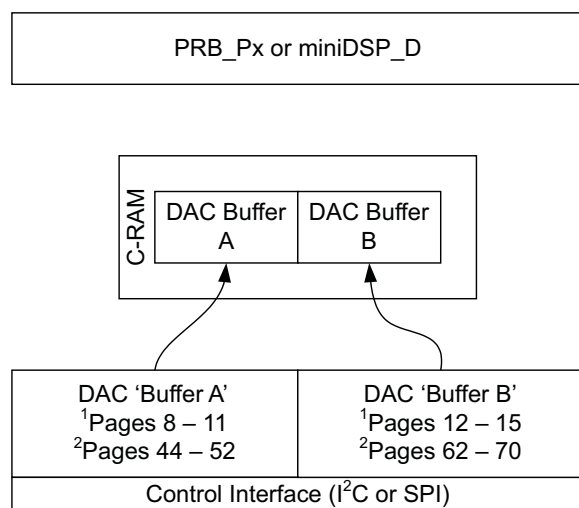 PRB_Px or miniDSP_D
C-RAM
DAC Buffer
A
DAC Buffer
B
DAC ‘Buffer A’
¹Pages 8 – 11
²Pages 44 – 52
DAC ‘Buffer B’
¹Pages 12 – 15
²Pages 62 – 70
Control Interface (I²C or SPI)